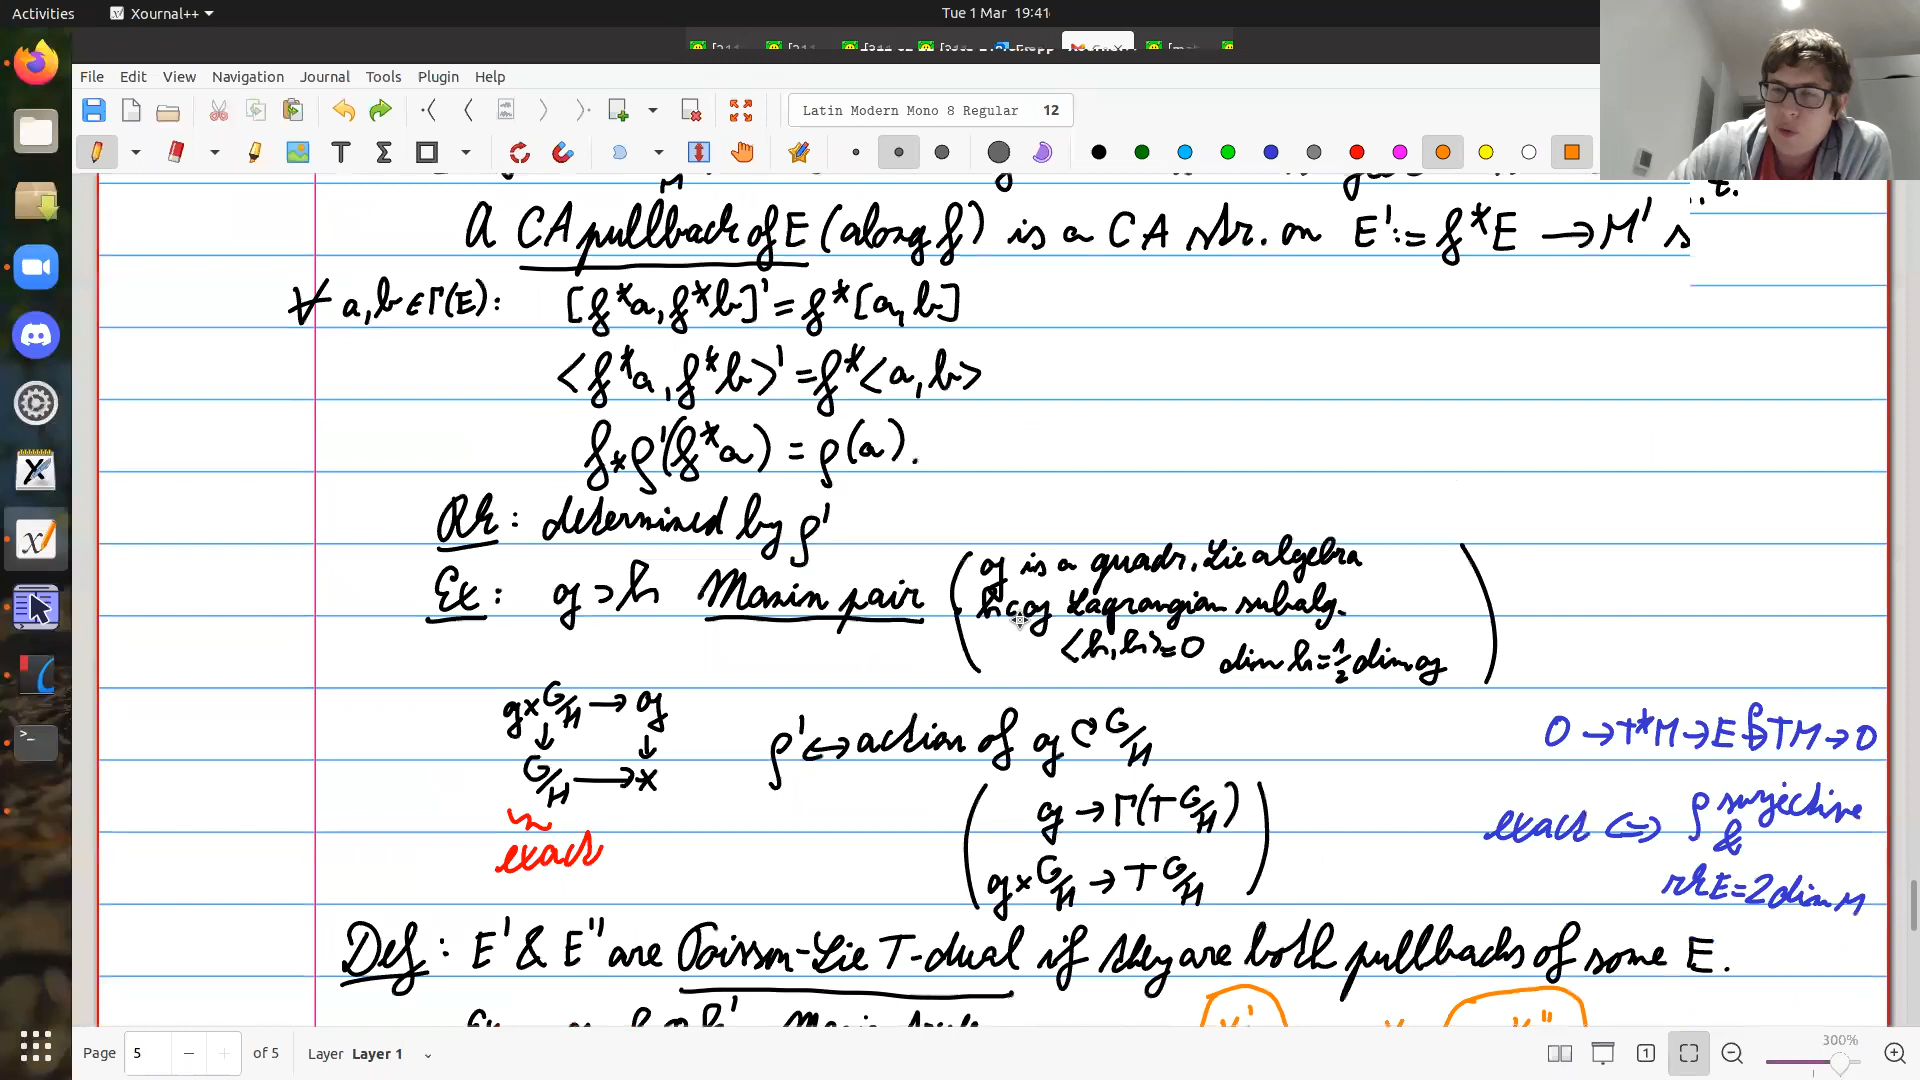 Activities
Xournal++
Tue 1 Mar 19:41
File Edit View Navigation Journal Tools Plugin Help
Latin Modern Mono 8 Regular 12
A CA pullback of E (along f) is a CA str. on E' := f*E → M' s
..t.
∀ a,b ∈ Γ(E): [f*a, f*b]' = f*[a,b]
<f*a, f*b>' = f*<a,b>
f_* ρ'(f*a) = ρ(a).
Rk: determined by ρ'
Ex: g ⊃ h Manin pair
( g is a quadr. Lie algebra
h ⊂ g Lagrangian subalg.
<h,h> = 0 dim h = 1/2 dim g )
g × G/H → g
↓ ↓
G/H → *
exact
ρ' ↔ action of g ↻ G/H
( g → Γ(T G/H)
g × G/H → T G/H )
0 → T*M → E →ρ TM → 0
exact ⇔ ρ surjective
&
rk E = 2 dim M
Def: E' & E'' are Poisson-Lie T-dual if they are both pullbacks of some E.
Page 5 of 5 Layer Layer 1
300%